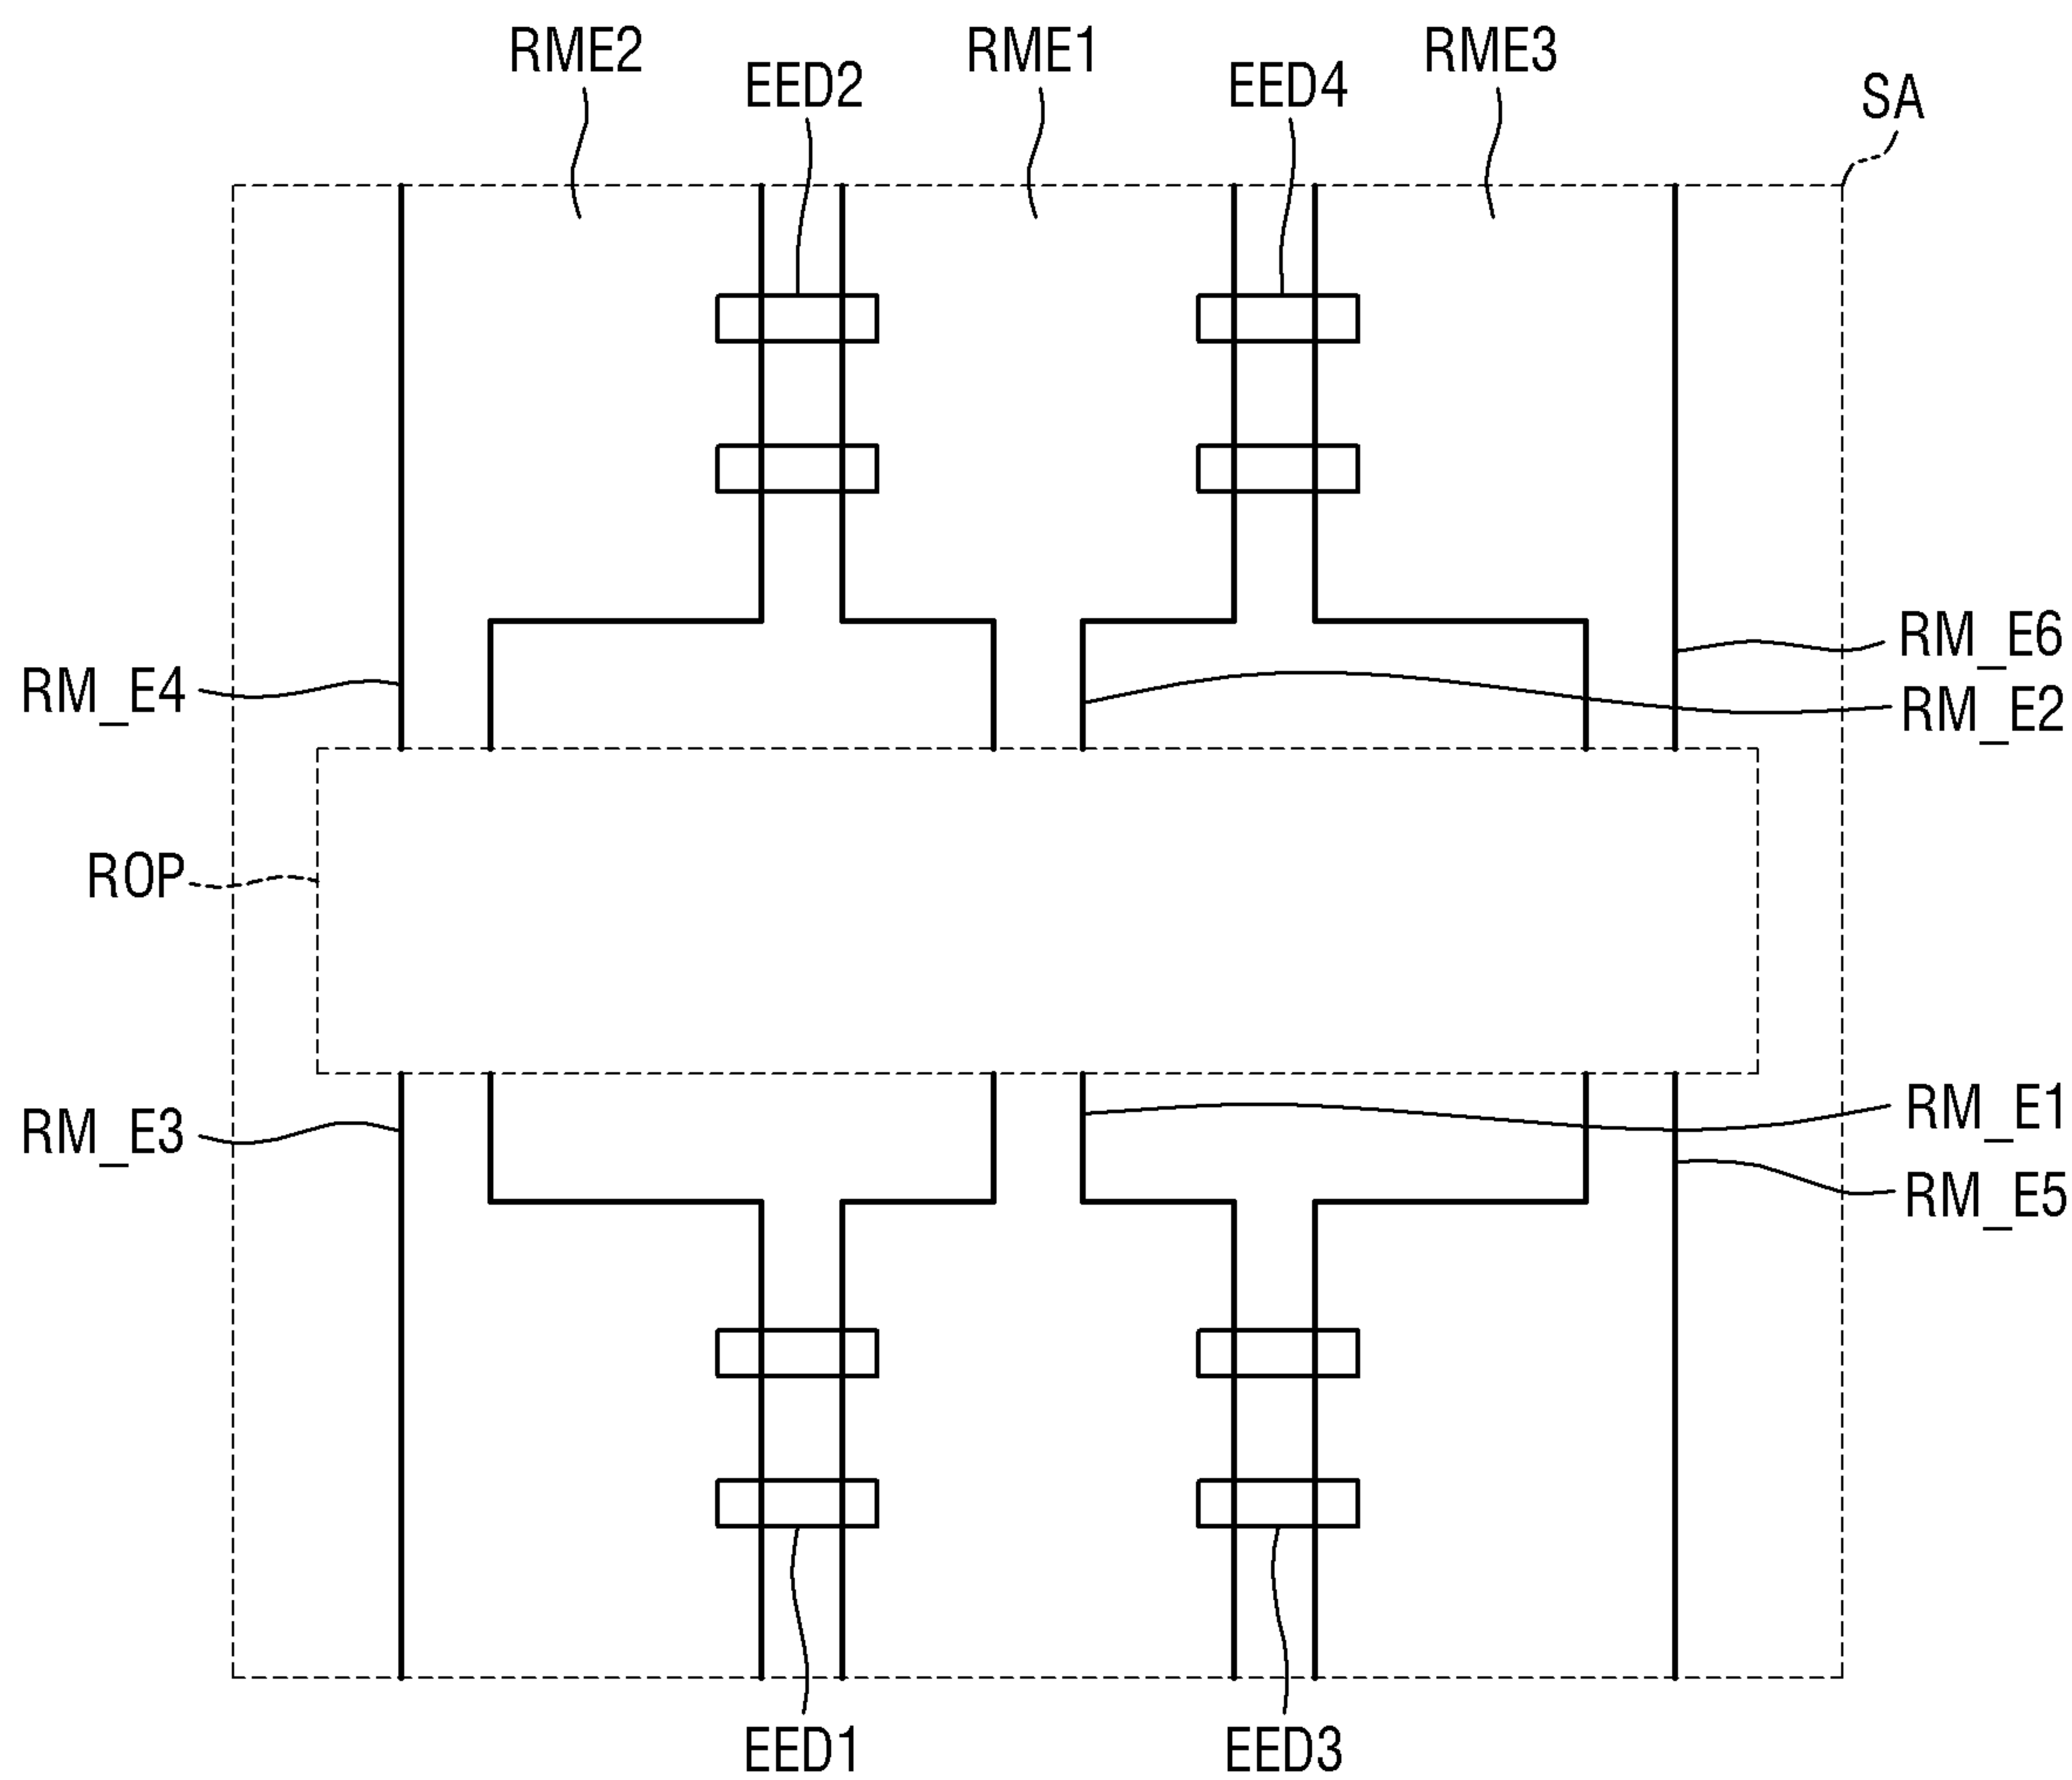 RME2
RME1
RME3
EED2
EED4
SA
RM_E6
RM_E4
RM_E2
ROP
RM_E3
RM_E1
RM_E5
EED1
EED3